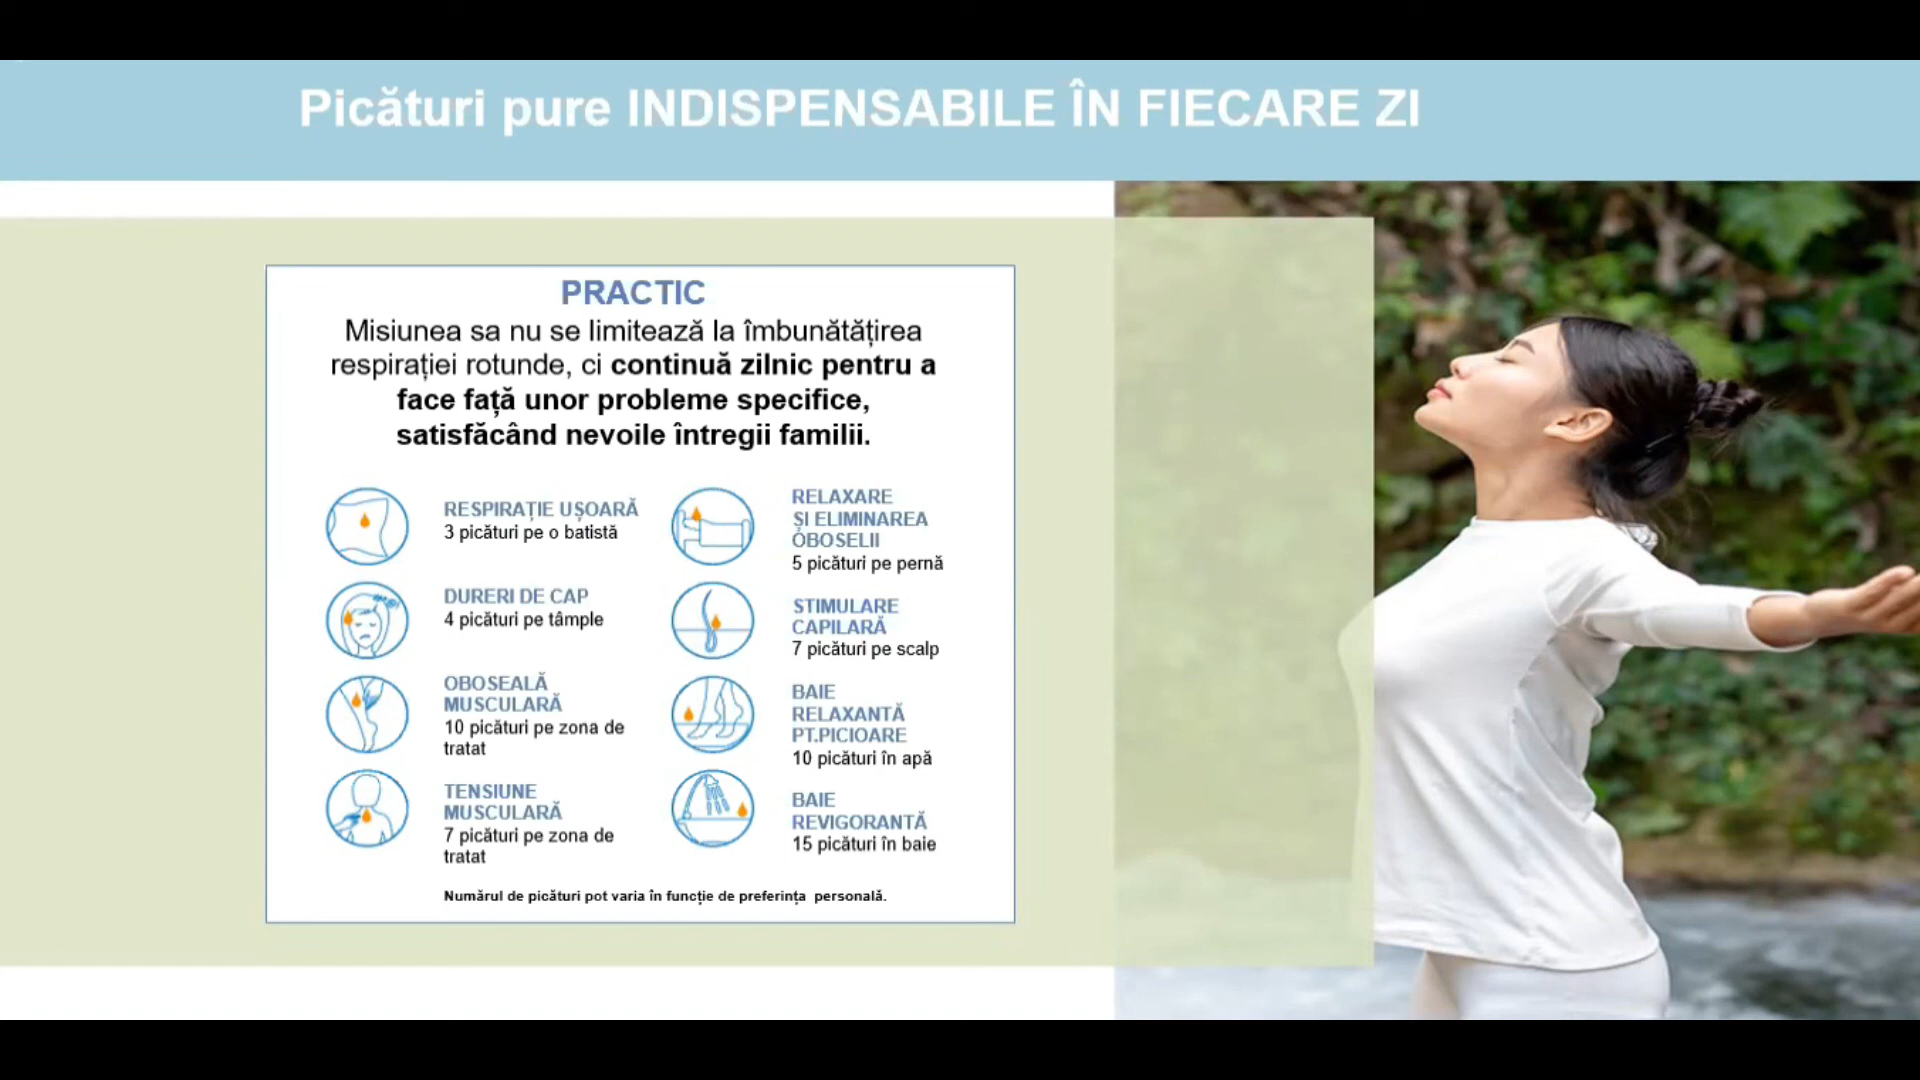 Picături pure INDISPENSABILE ÎN FIECARE ZI
PRACTIC
Misiunea sa nu se limitează la îmbunătățirea
respirației rotunde, ci continuă zilnic pentru a
face față unor probleme specifice,
satisfăcând nevoile întregii familii.
RESPIRAȚIE UȘOARĂ
3 picături pe o batistă
DURERI DE CAP
4 picături pe tâmple
OBOSEALĂ
MUSCULARĂ
10 picături pe zona de
tratat
TENSIUNE
MUSCULARĂ
7 picături pe zona de
tratat
RELAXARE
ȘI ELIMINAREA
OBOSELII
5 picături pe pernă
STIMULARE
CAPILARĂ
7 picături pe scalp
BAIE
RELAXANTĂ
PT.PICIOARE
10 picături în apă
BAIE
REVIGORANTĂ
15 picături în baie
Numărul de picături pot varia în funcție de preferința personală.